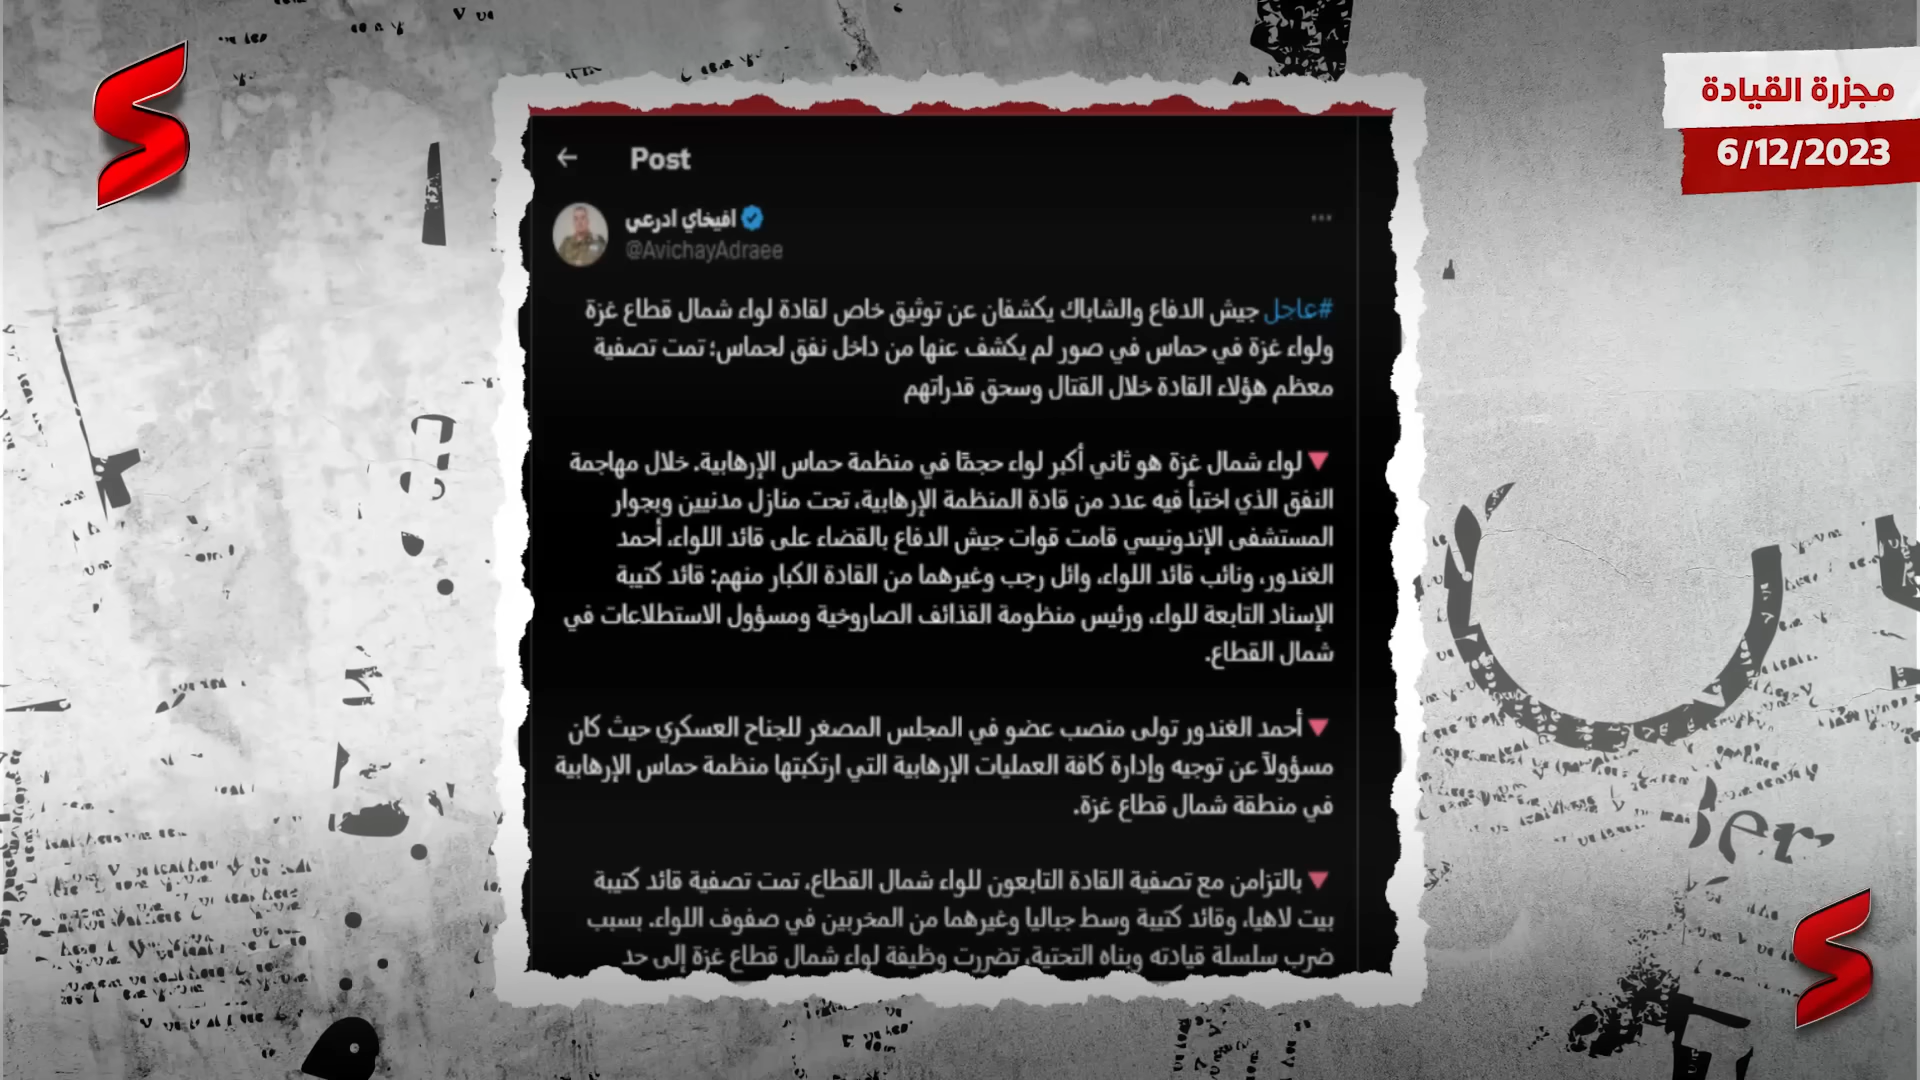 مجزرة القيادة
6/12/2023
Post
افيخاي ادرعي
@AvichayAdraee
#عاجل جيش الدفاع والشاباك يكشفان عن توثيق خاص لقادة لواء شمال قطاع غزة
ولواء غزة في حماس في صور لم يكشف عنها من داخل نفق لحماس؛ تمت تصفية
معظم هؤلاء القادة خلال القتال وسحق قدراتهم
🔻لواء شمال غزة هو ثاني أكبر لواء حجمًا في منظمة حماس الإرهابية. خلال مهاجمة
النفق الذي اختبأ فيه عدد من قادة المنظمة الإرهابية، تحت منازل مدنيين وبجوار
المستشفى الإندونيسي قامت قوات جيش الدفاع بالقضاء على قائد اللواء، أحمد
الغندور، ونائب قائد اللواء، وائل رجب وغيرهما من القادة الكبار منهم: قائد كتيبة
الإسناد التابعة للواء، ورئيس منظومة القذائف الصاروخية ومسؤول الاستطلاعات في
شمال القطاع.
🔻أحمد الغندور تولى منصب عضو في المجلس المصغر للجناح العسكري حيث كان
مسؤولاً عن توجيه وإدارة كافة العمليات الإرهابية التي ارتكبتها منظمة حماس الإرهابية
في منطقة شمال قطاع غزة.
🔻بالتزامن مع تصفية القادة التابعون للواء شمال القطاع، تمت تصفية قائد كتيبة
بيت لاهيا، وقائد كتيبة وسط جباليا وغيرهما من المخربين في صفوف اللواء. بسبب
ضرب سلسلة قيادته وبناه التحتية، تضررت وظيفة لواء شمال قطاع غزة إلى حد